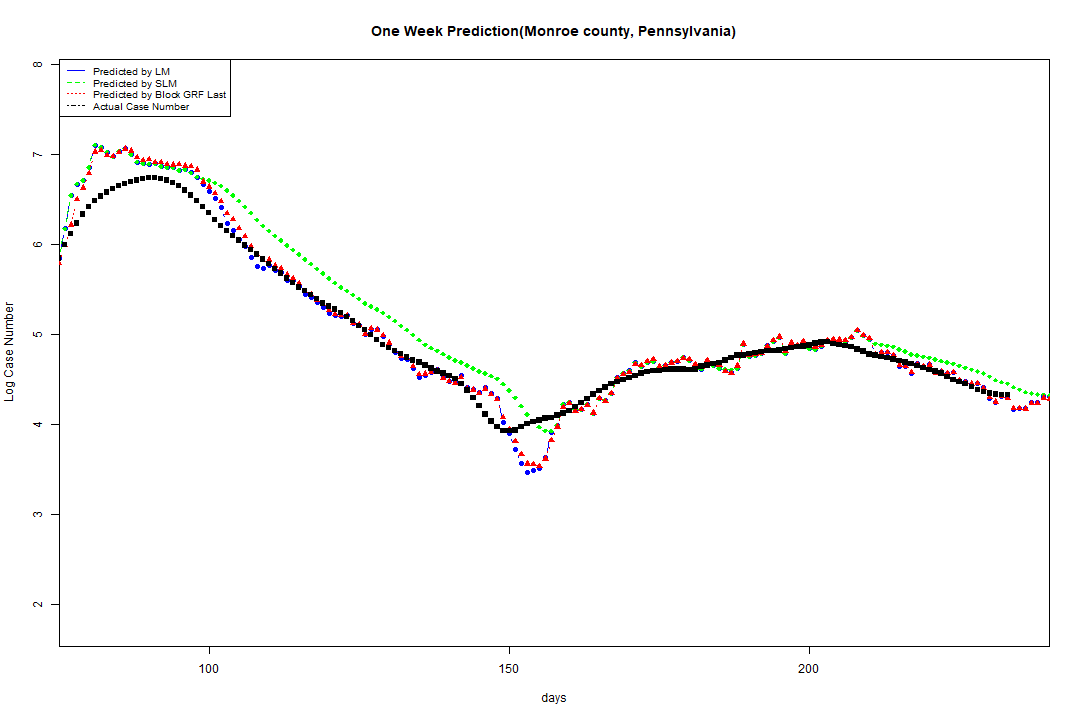 One Week Prediction(Monroe county, Pennsylvania)
Predicted by LM
Predicted by SLM
Predicted by Block GRF Last
Actual Case Number
8
7
6
5
4
3
2
Log Case Number
100
150
200
days